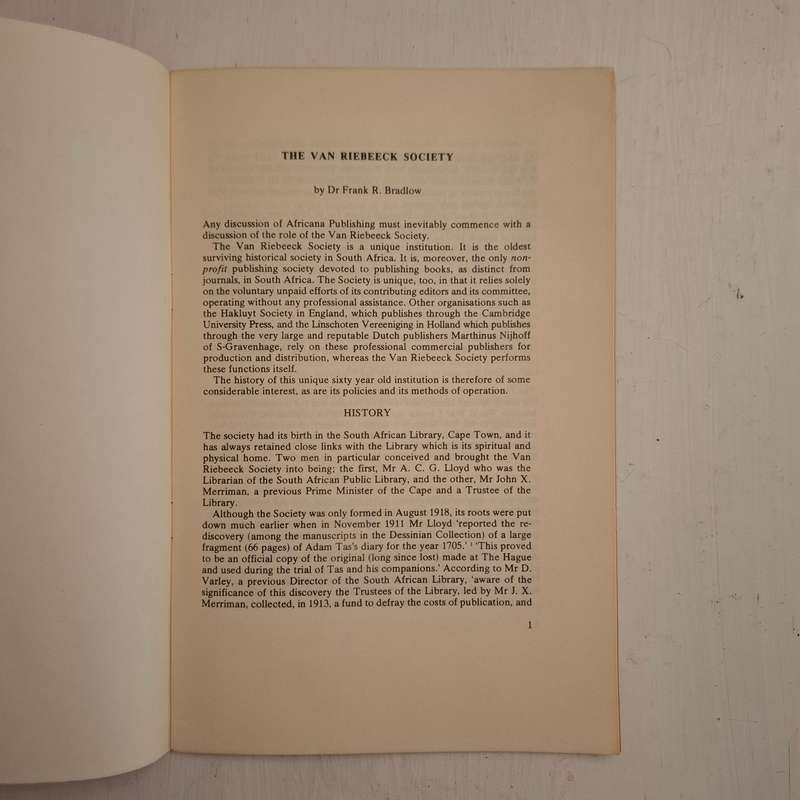 THE VAN RIEBEECK SOCIETY
by Dr Frank R. Bradlow
Any discussion of Africana Publishing must inevitably commence with a
discussion of the role of the Van Riebeeck Society.
The Van Riebeeck Society is a unique institution. It is the oldest
surviving historical society in South Africa. It is, moreover, the only non-
profit publishing society devoted to publishing books, as distinct from
journals, in South Africa. The Society is unique, too, in that it relies solely
on the voluntary unpaid efforts of its contributing editors and its committee,
operating without any professional assistance. Other organisations such as
the Hakluyt Society in England, which publishes through the Cambridge
University Press, and the Linschoten Vereeniging in Holland which publishes
through the very large and reputable Dutch publishers Marthinus Nijhoff
of S-Gravenhage, rely on these professional commercial publishers for
production and distribution, whereas the Van Riebeeck Society performs
these functions itself.
The history of this unique sixty year old institution is therefore of some
considerable interest, as are its policies and its methods of operation.
HISTORY
The society had its birth in the South African Library, Cape Town, and it
has always retained close links with the Library which is its spiritual and
physical home. Two men in particular conceived and brought the Van
Riebeeck Society into being; the first, Mr A. C. G. Lloyd who was the
Librarian of the South African Public Library, and the other, Mr John X.
Merriman, a previous Prime Minister of the Cape and a Trustee of the
Library.
Although the Society was only formed in August 1918, its roots were put
down much earlier when in November 1911 Mr Lloyd ‘reported the re-
discovery (among the manuscripts in the Dessinian Collection) of a large
fragment (66 pages) of Adam Tas's diary for the year 1705.’ ¹ ‘This proved
to be an official copy of the original (long since lost) made at The Hague
and used during the trial of Tas and his companions.’ According to Mr D.
Varley, a previous Director of the South African Library, ‘aware of the
significance of this discovery the Trustees of the Library, led by Mr J. X.
Merriman, collected, in 1913, a fund to defray the costs of publication, and
1